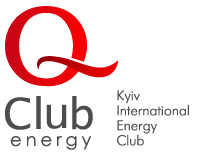 Q
Club
energy
Kyiv
International
Energy
Club